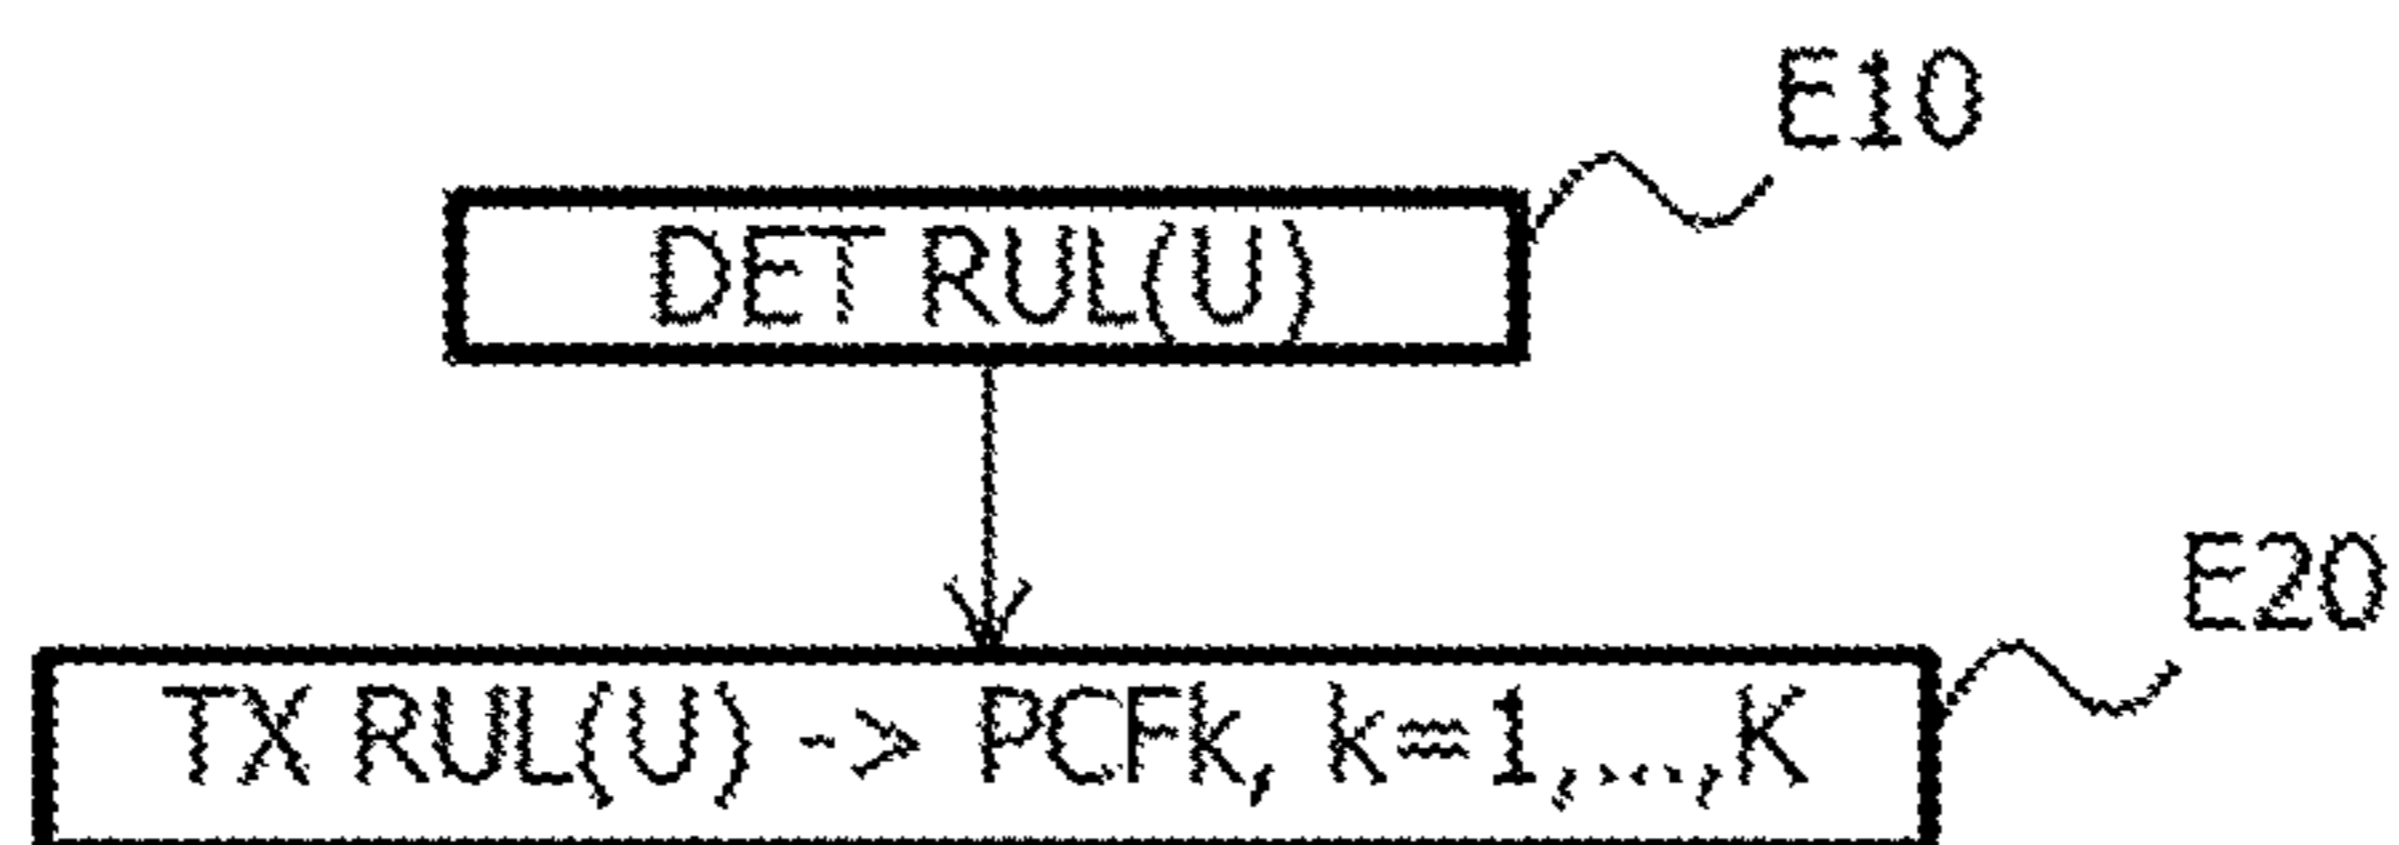 E10
DET RUL(U)
E20
TX RUL(U) -> PCFk, k=1,...,K